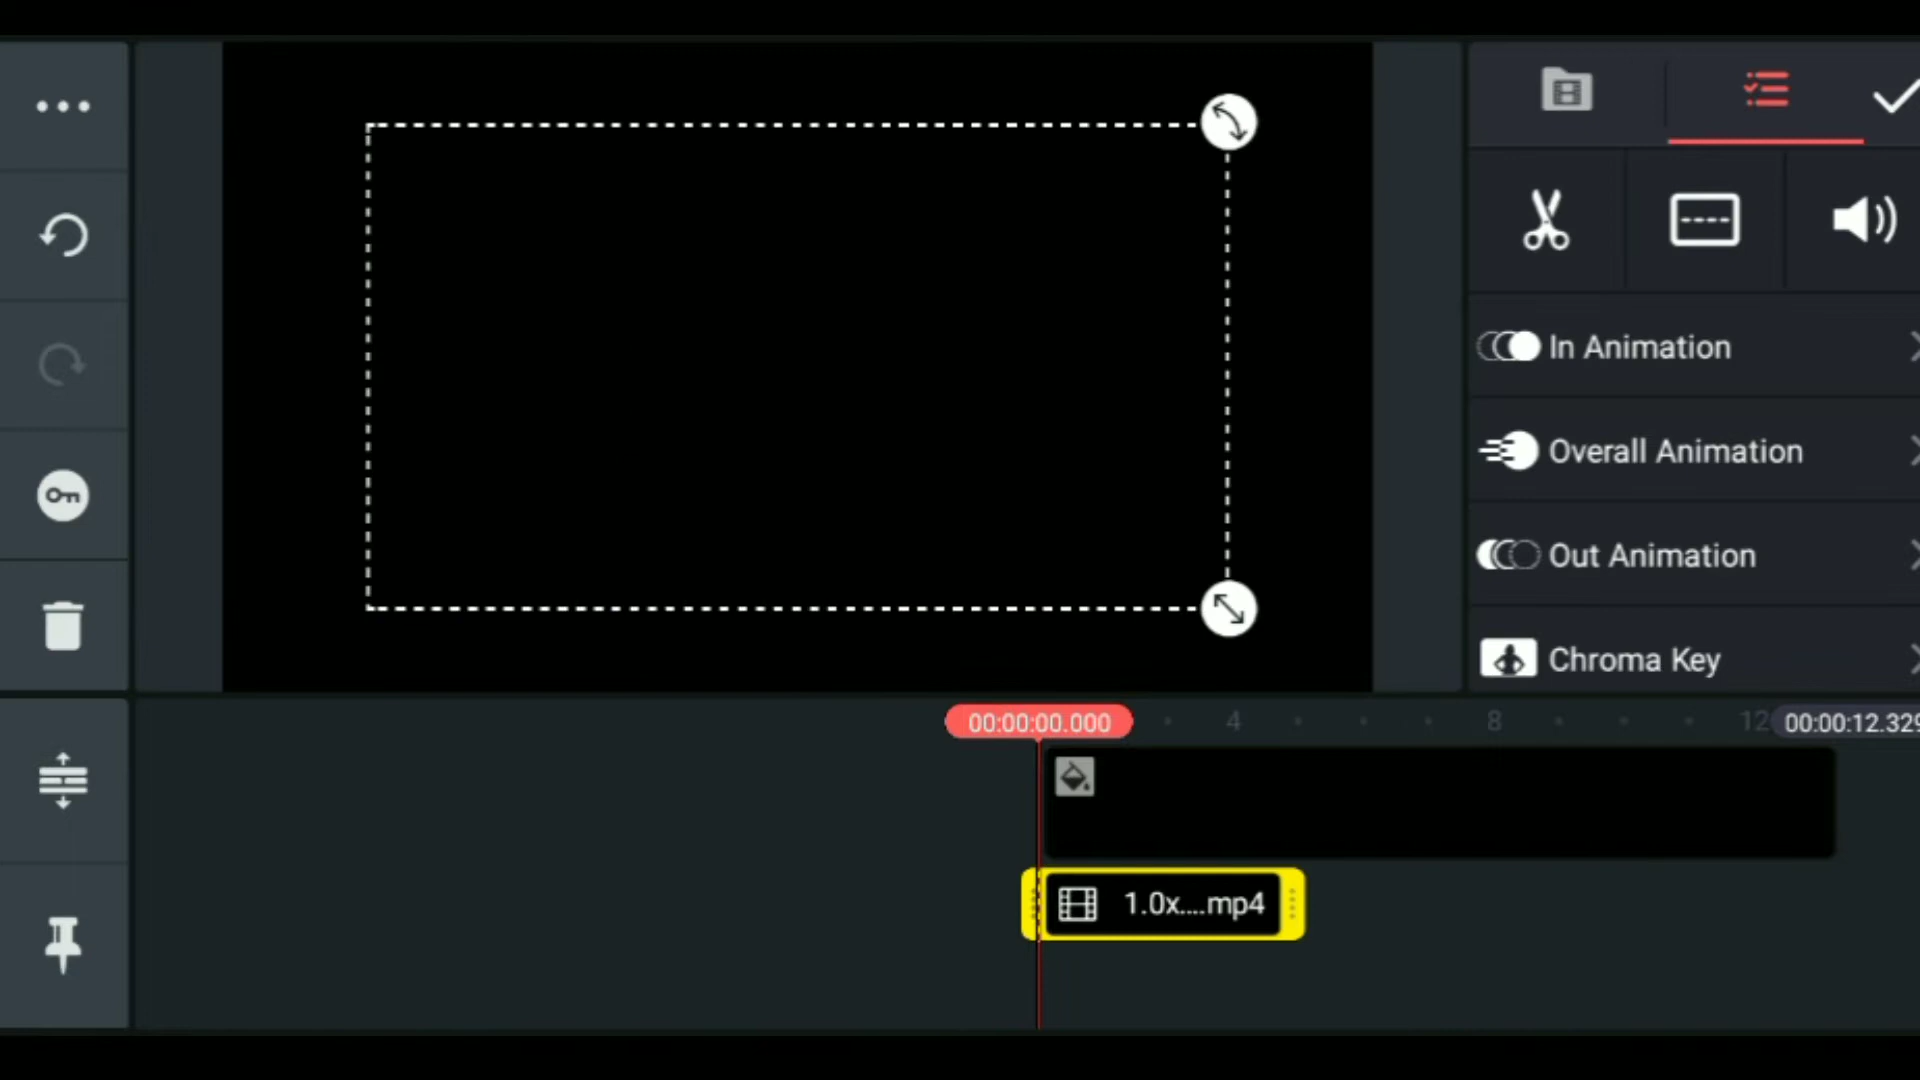 In Animation
Overall Animation
Out Animation
Chroma Key
00:00:00.000
4
8
12
00:00:12.329
1.0x....mp4